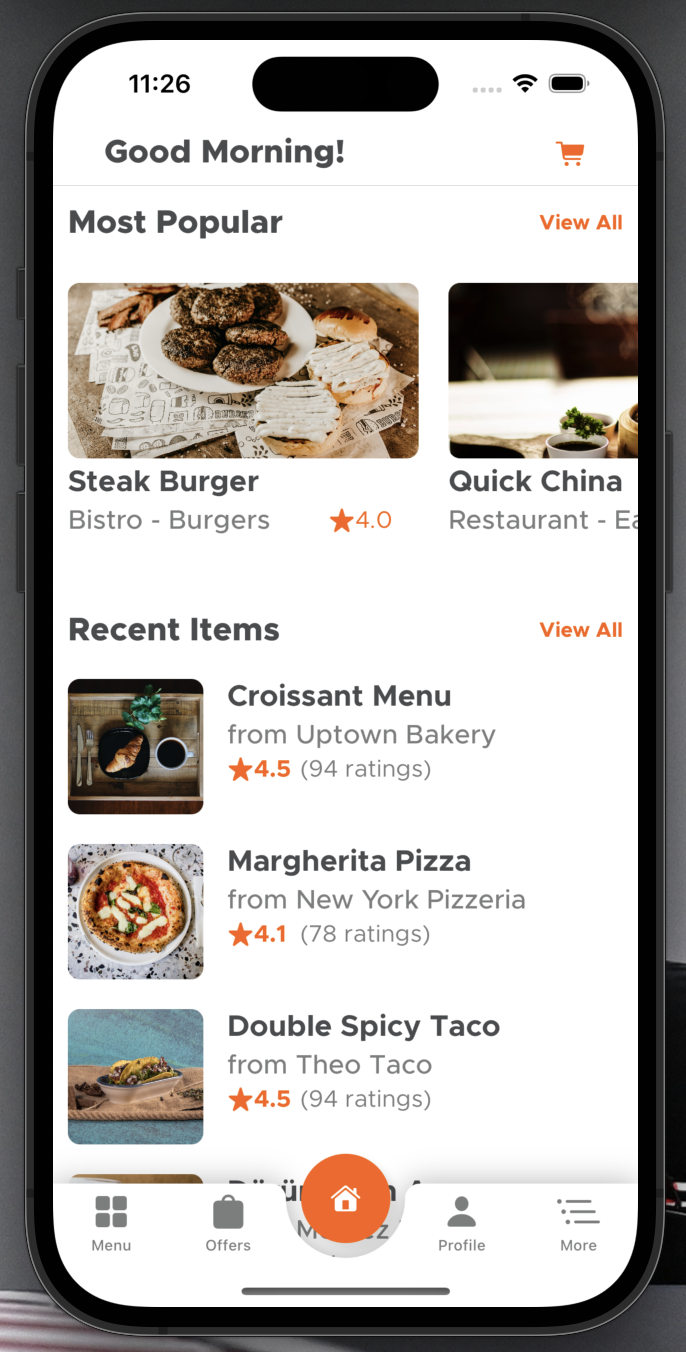 11:26
Good Morning!
Most Popular
View All
Steak Burger
Quick China
Bistro - Burgers
4.0
Restaurant - Ea
Recent Items
View All
Croissant Menu
from Uptown Bakery
4.5 (94 ratings)
Margherita Pizza
from New York Pizzeria
4.1 (78 ratings)
Double Spicy Taco
from Theo Taco
4.5 (94 ratings)
Menu
Offers
Profile
More